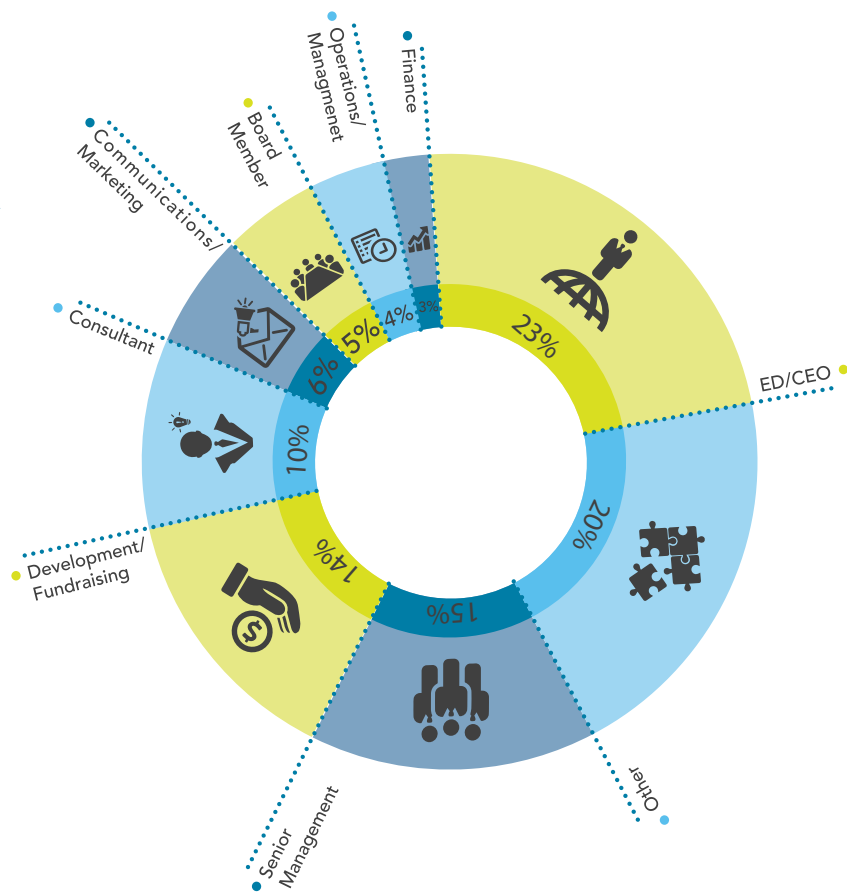 Finance
Operations/
Managmenet
Board
Member
Communications/
Marketing
Consultant
Development/
Fundraising
Senior
Management
Other
ED/CEO
23%
20%
15%
14%
10%
6%
5%
4%
3%
$